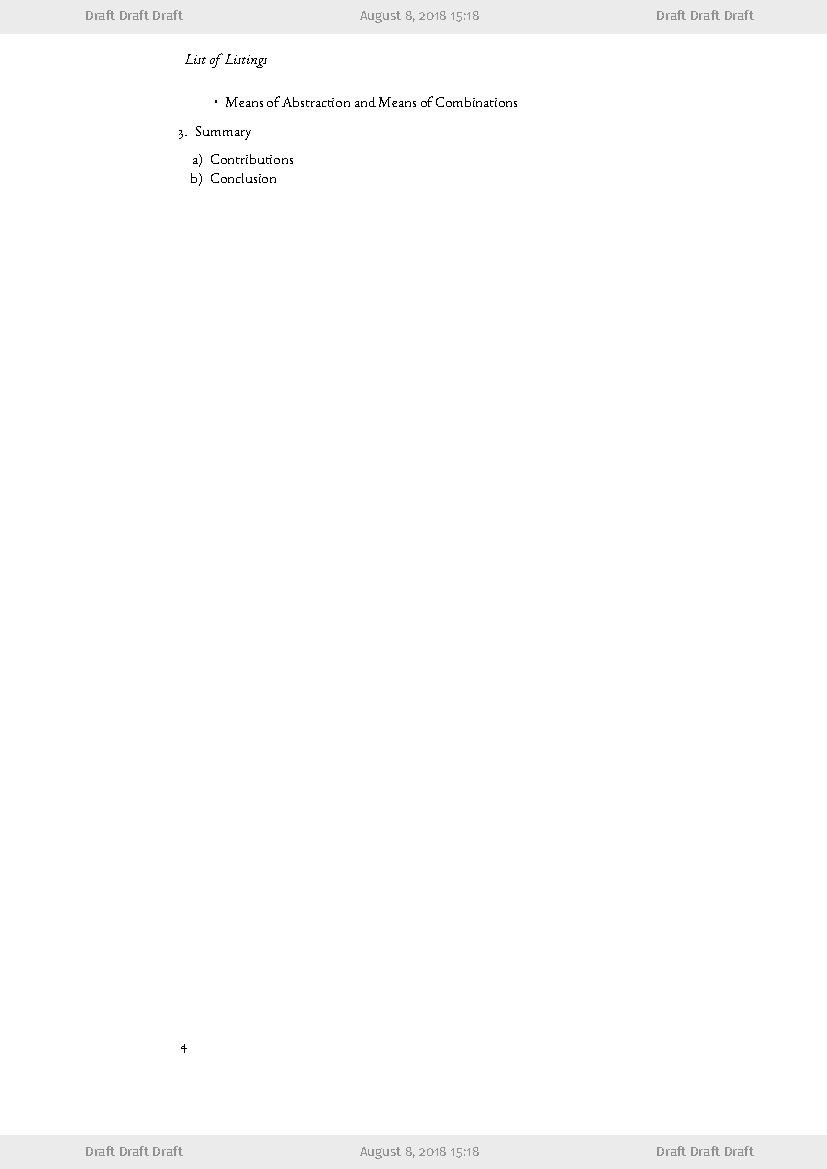 Draft Draft Draft August 8, 2018 15:18 Draft Draft Draft
List of Listings
• Means of Abstraction and Means of Combinations
3. Summary
a) Contributions
b) Conclusion
4
Draft Draft Draft August 8, 2018 15:18 Draft Draft Draft